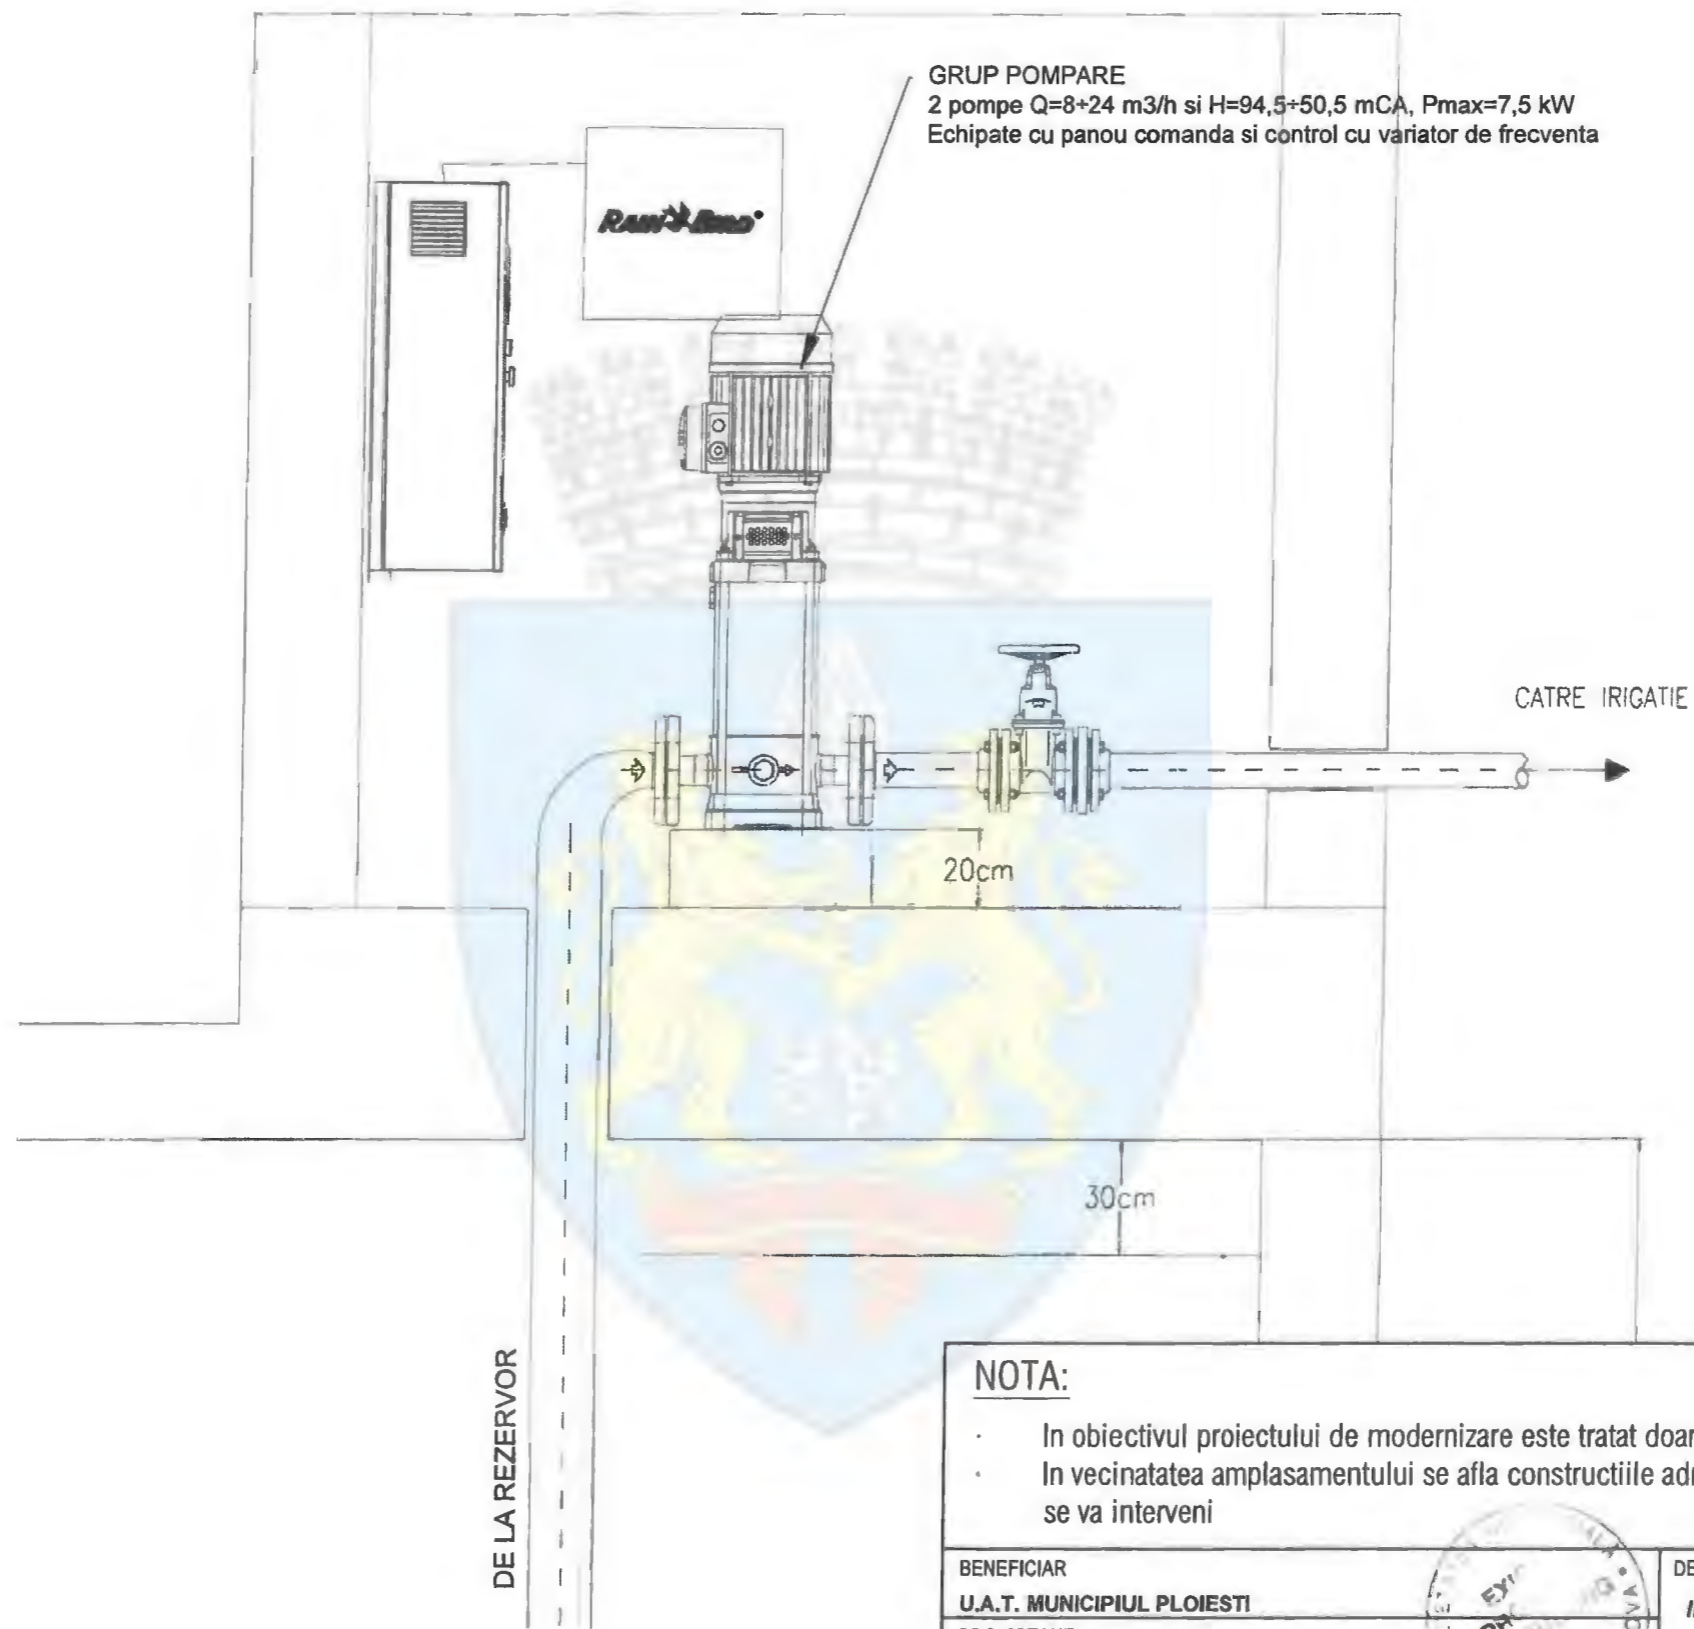 GRUP POMPARE
2 pompe Q=8÷24 m3/h si H=94,5÷50,5 mCA, Pmax=7,5 kW
Echipate cu panou comanda si control cu variator de frecventa
RAIN BIRD
CATRE IRIGATIE
20cm
30cm
DE LA REZERVOR
NOTA:
· In obiectivul proiectului de modernizare este tratat doar
· In vecinatatea amplasamentului se afla constructiile
se va interveni
BENEFICIAR
U.A.T. MUNICIPIUL PLOIESTI